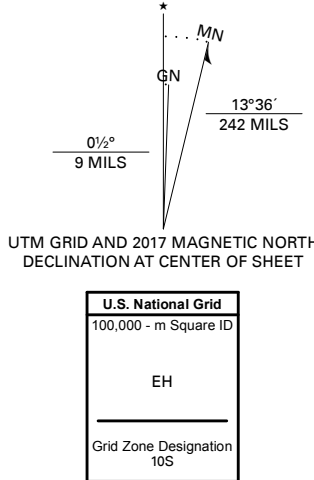 ★
MN
GN
13°36´
242 MILS
0½°
9 MILS
UTM GRID AND 2017 MAGNETIC NORTH
DECLINATION AT CENTER OF SHEET
U.S. National Grid
100,000 - m Square ID
EH
Grid Zone Designation
10S